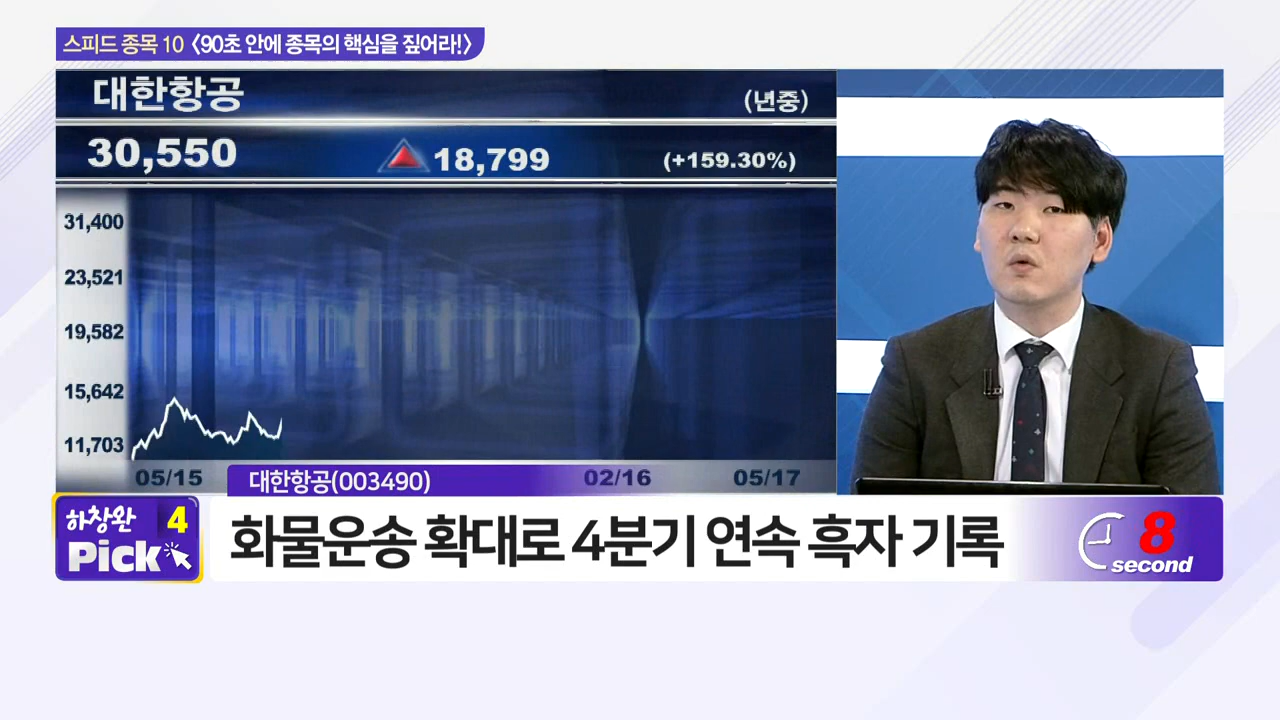 스피드 종목 10 〈90초 안에 종목의 핵심을 짚어라!〉
대한항공 (년중)
30,550 18,799 (+159.30%)
31,400
23,521
19,582
15,642
11,703
05/15 02/16 05/17
대한항공(003490)
하창완 4
Pick
화물운송 확대로 4분기 연속 흑자 기록
8
second